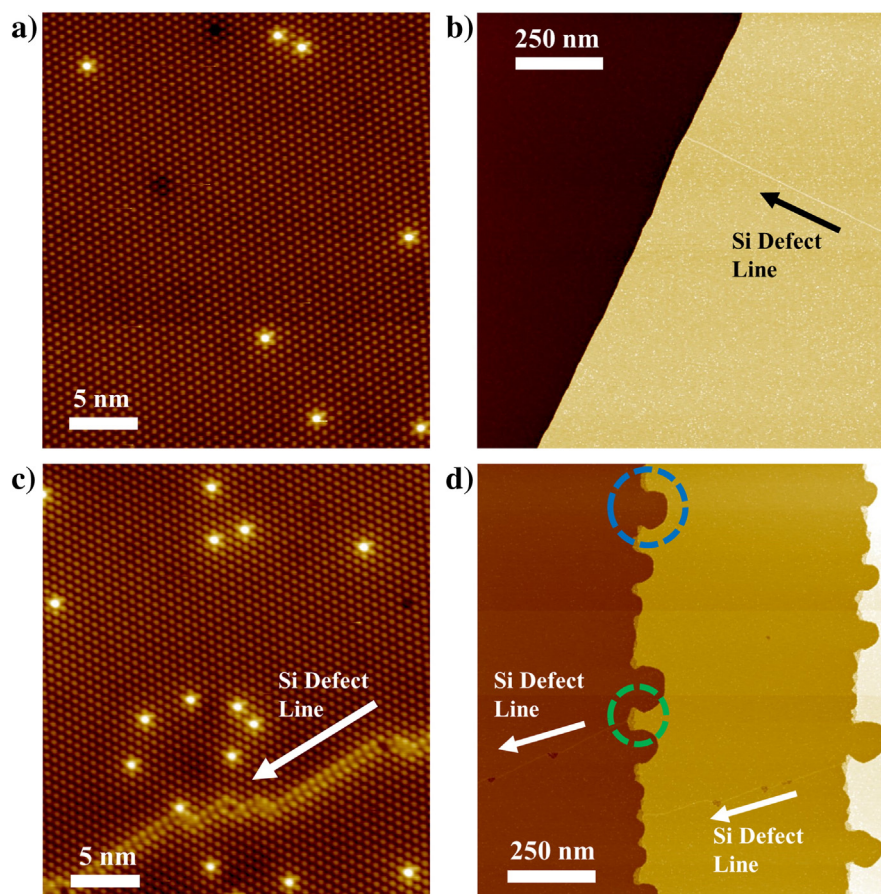 a)
5 nm
b)
250 nm
Si Defect
Line
c)
Si Defect
Line
5 nm
d)
Si Defect
Line
Si Defect
Line
250 nm